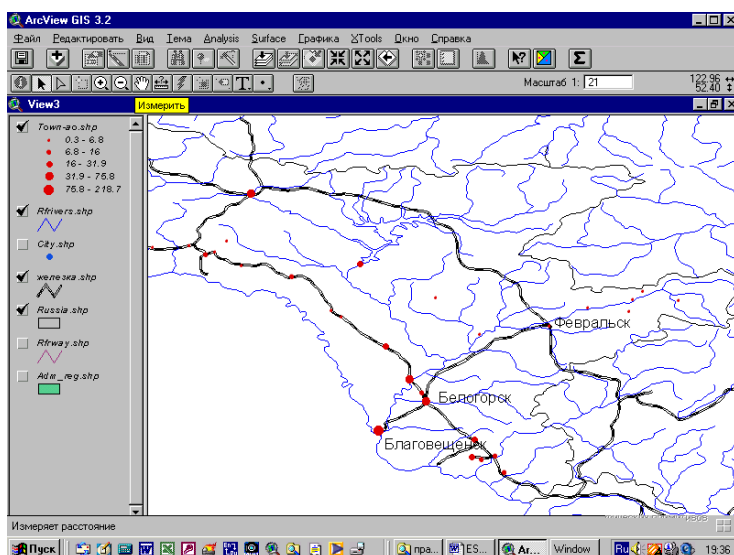 ArcView GIS 3.2
Файл Редактировать Вид Тема Analysis Surface Графика XTools Окно Справка
Масштаб 1: 21
122.96
52.40
View3
Измерить
Town-ao.shp
0.3 - 6.8
6.8 - 16
16 - 31.9
31.9 - 75.8
75.8 - 218.7
Rfrivers.shp
City.shp
железка.shp
Russia.shp
Rfrway.shp
Adm_reg.shp
Февральск
Белогорск
Благовещенск
Измеряет расстояние
Пуск
пра...
ES...
Ar...
Window
Ru
19:36